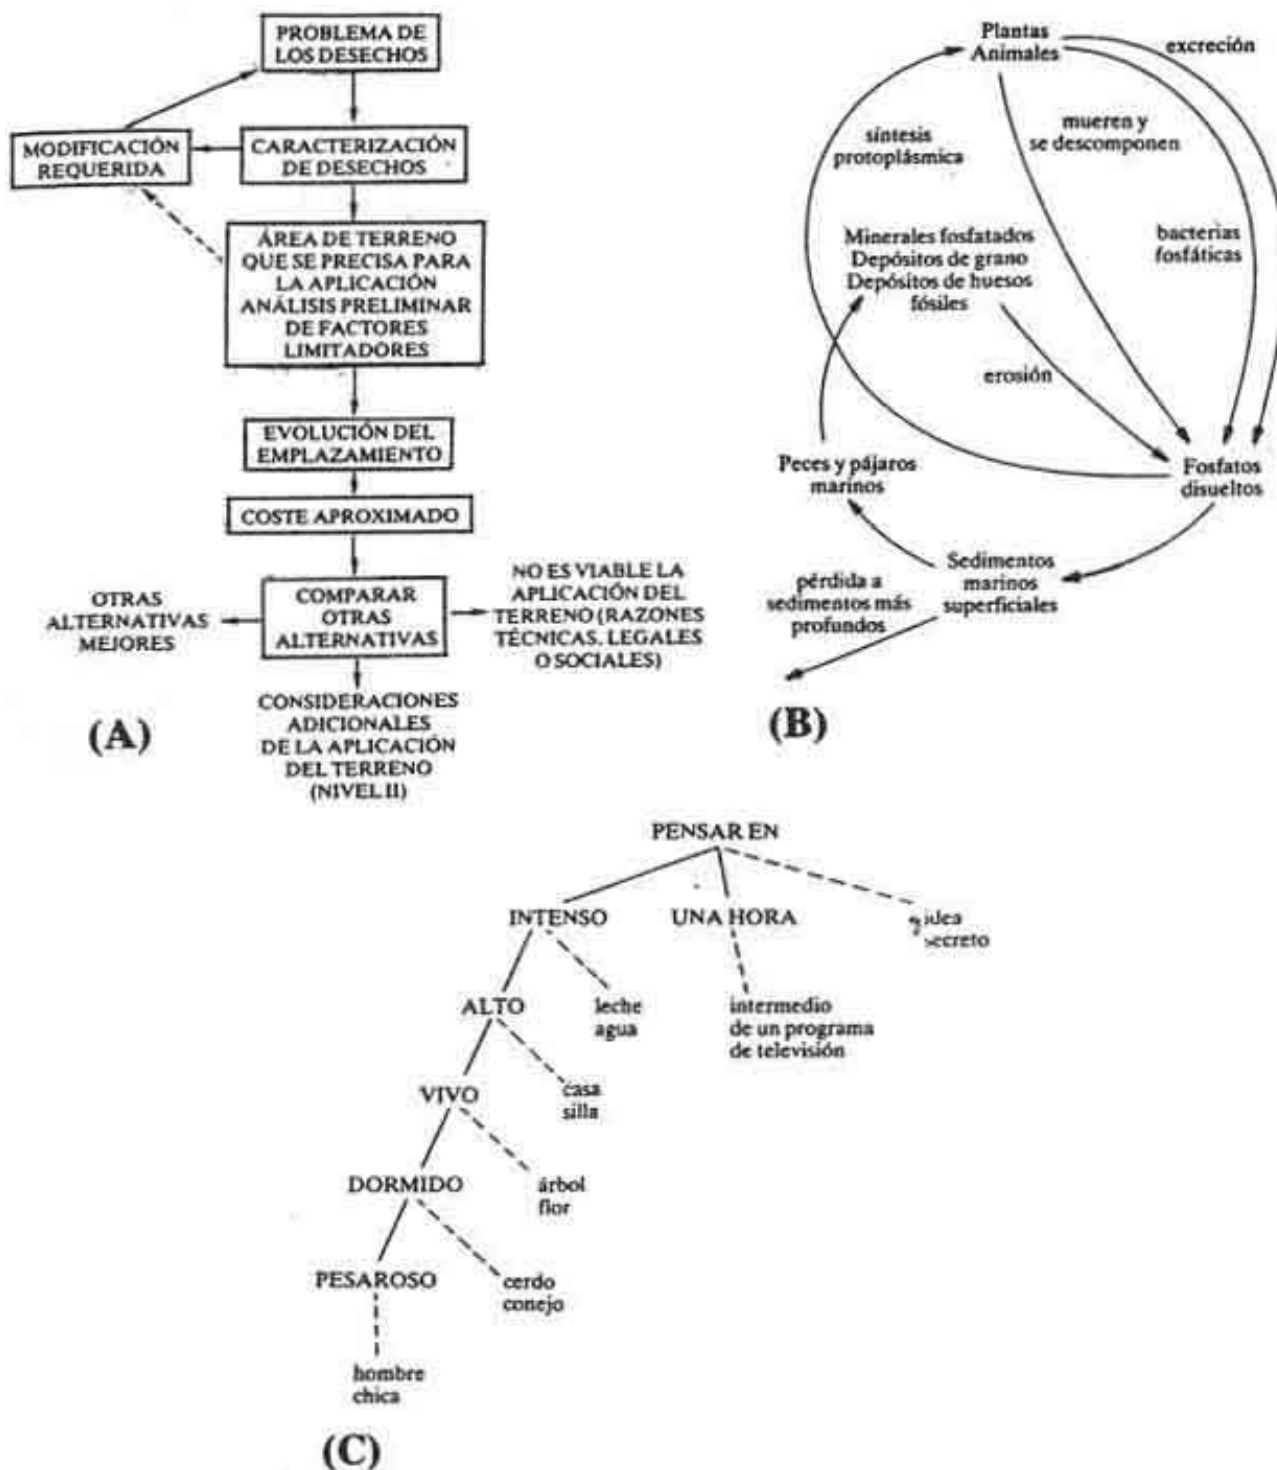 PROBLEMA DE
LOS DESECHOS
MODIFICACIÓN
REQUERIDA
CARACTERIZACIÓN
DE DESECHOS
ÁREA DE TERRENO
QUE SE PRECISA PARA
LA APLICACIÓN
ANÁLISIS PRELIMINAR
DE FACTORES
LIMITADORES
EVOLUCIÓN DEL
EMPLAZAMIENTO
COSTE APROXIMADO
OTRAS
ALTERNATIVAS
MEJORES
COMPARAR
OTRAS
ALTERNATIVAS
NO ES VIABLE LA
APLICACIÓN DEL
TERRENO (RAZONES
TÉCNICAS, LEGALES
O SOCIALES)
CONSIDERACIONES
ADICIONALES
DE LA APLICACIÓN
DEL TERRENO
(NIVEL II)
(A)
Plantas
Animales
excreción
síntesis
protoplásmica
mueren y
se descomponen
bacterias
fosfáticas
Minerales fosfatados
Depósitos de grano
Depósitos de huesos
fósiles
erosión
Peces y pájaros
marinos
Fosfatos
disueltos
Sedimentos
marinos
superficiales
pérdida a
sedimentos más
profundos
(B)
PENSAR EN
INTENSO
UNA HORA
idea
secreto
ALTO
leche
agua
intermedio
de un programa
de televisión
VIVO
casa
silla
DORMIDO
árbol
flor
PESAROSO
cerdo
conejo
hombre
chica
(C)